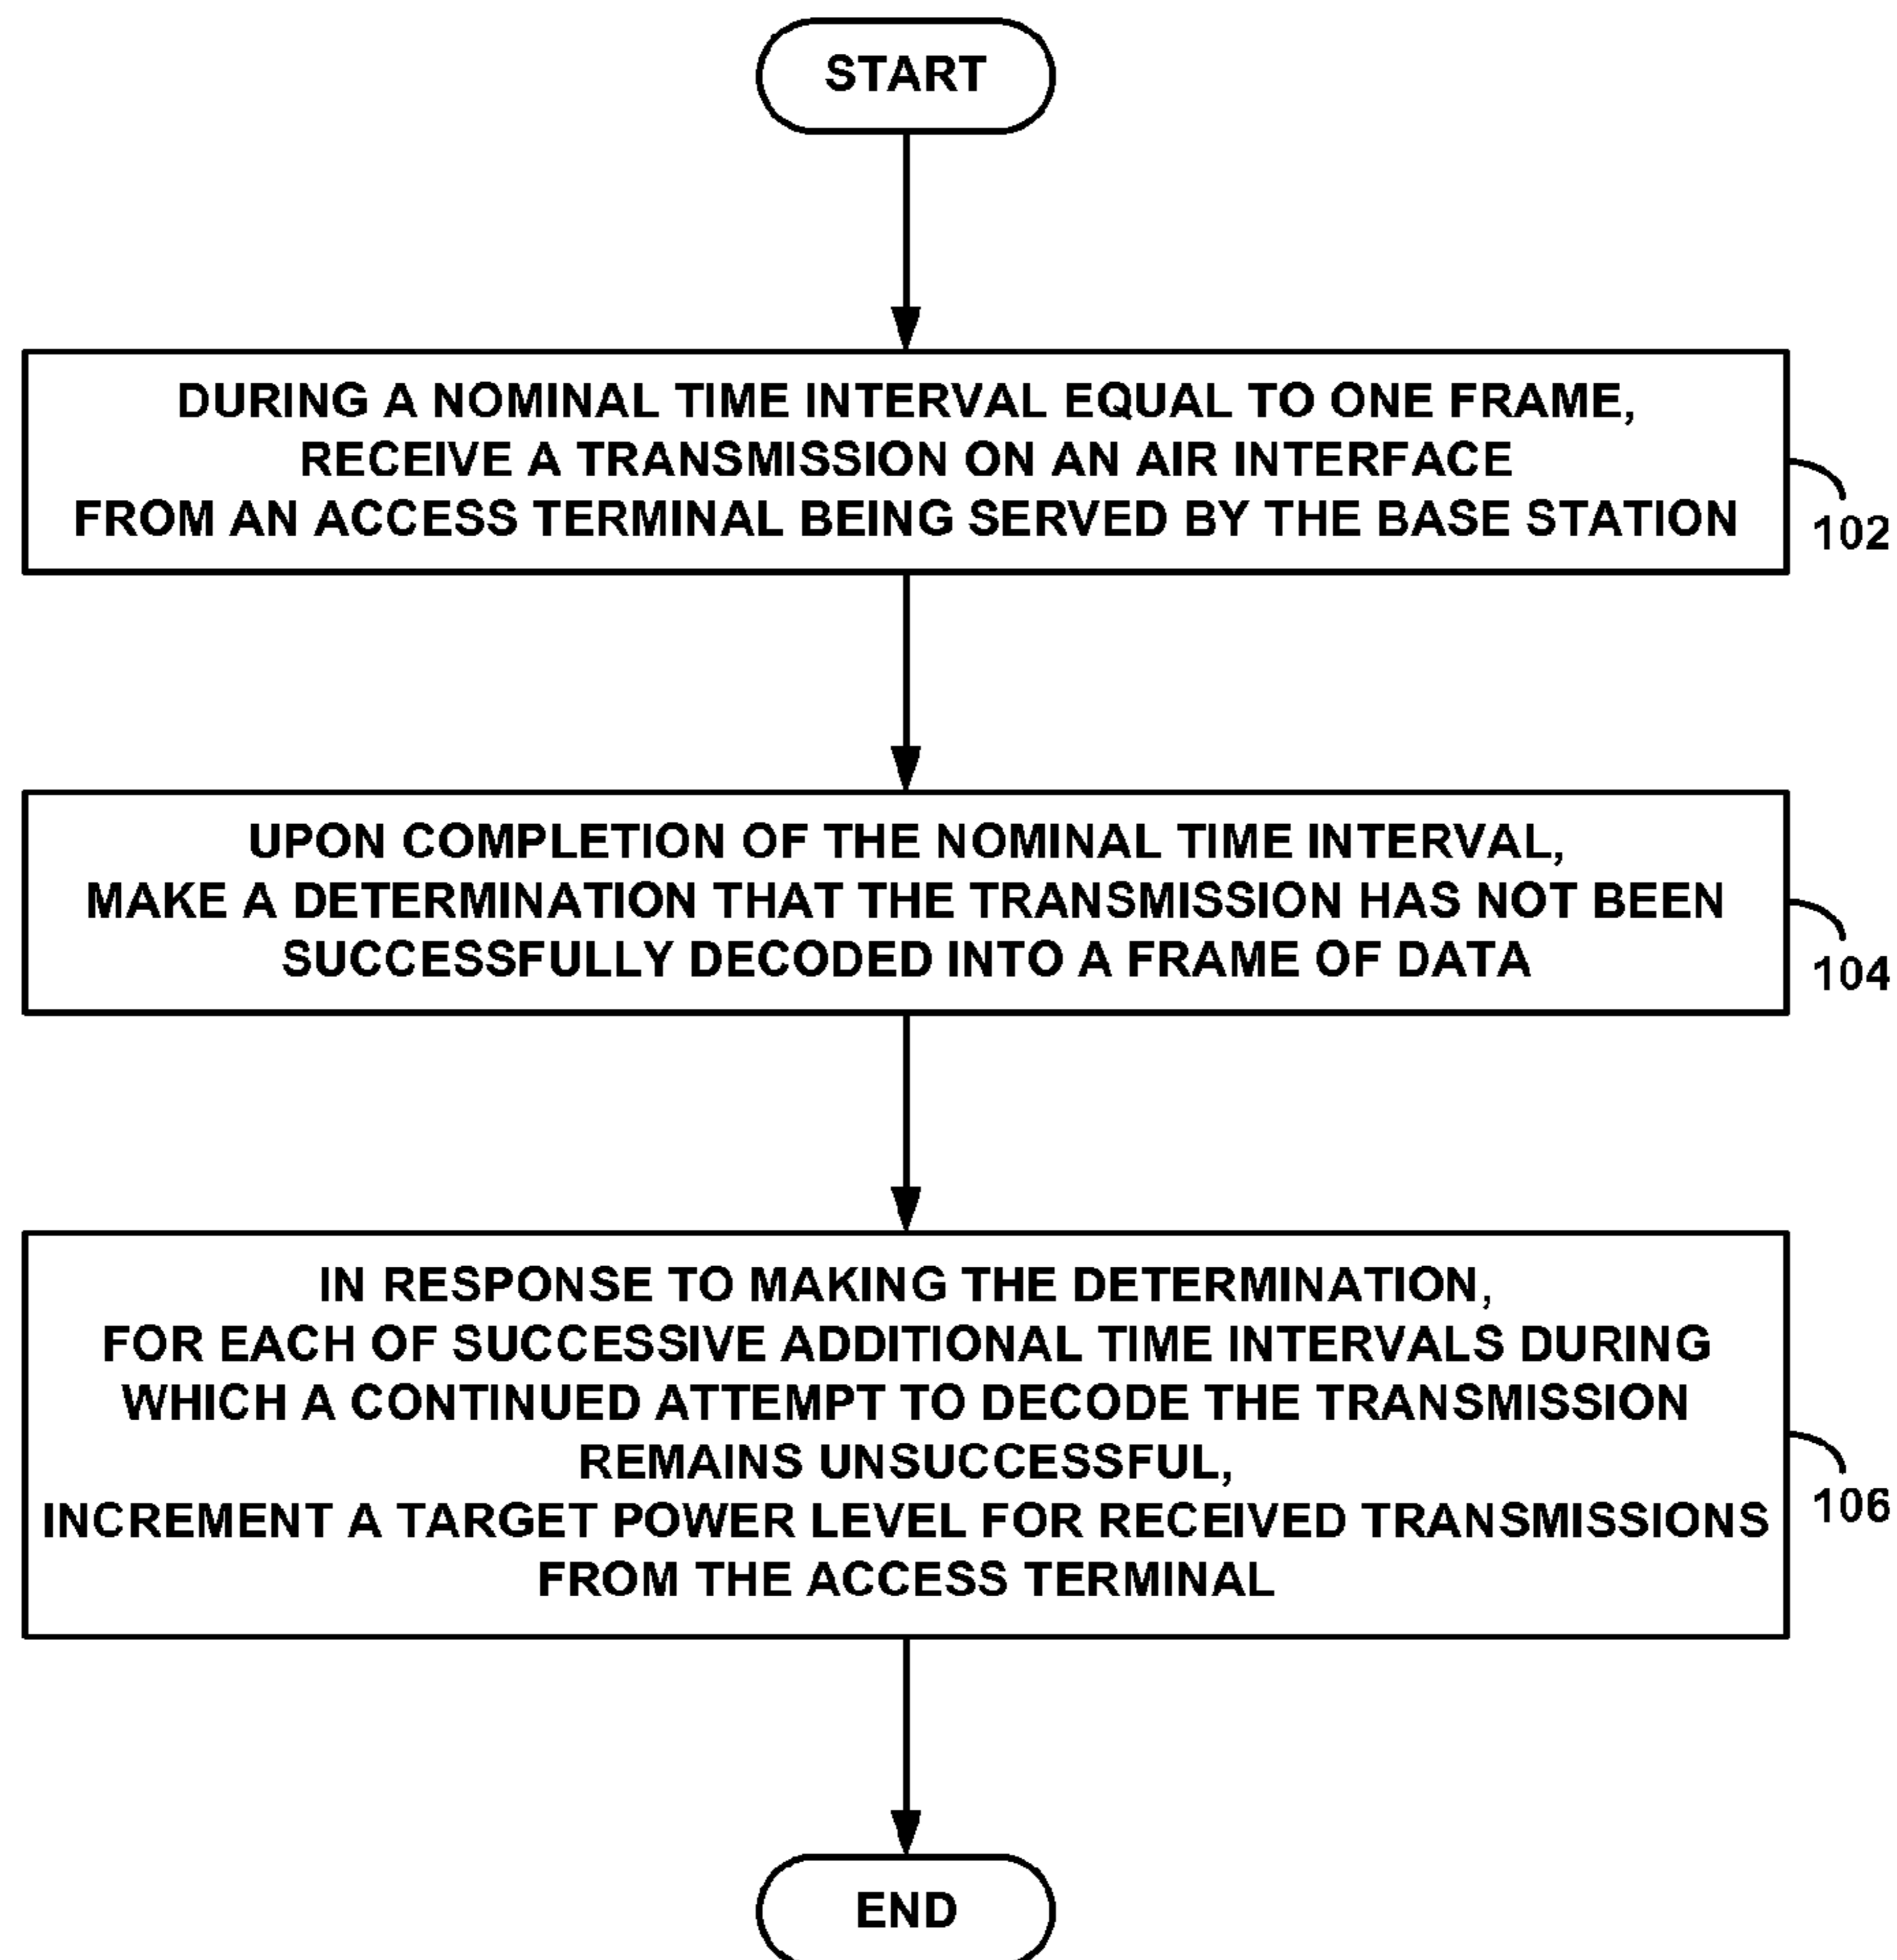 START
DURING A NOMINAL TIME INTERVAL EQUAL TO ONE FRAME,
RECEIVE A TRANSMISSION ON AN AIR INTERFACE
FROM AN ACCESS TERMINAL BEING SERVED BY THE BASE STATION
102
UPON COMPLETION OF THE NOMINAL TIME INTERVAL,
MAKE A DETERMINATION THAT THE TRANSMISSION HAS NOT BEEN
SUCCESSFULLY DECODED INTO A FRAME OF DATA
104
IN RESPONSE TO MAKING THE DETERMINATION,
FOR EACH OF SUCCESSIVE ADDITIONAL TIME INTERVALS DURING
WHICH A CONTINUED ATTEMPT TO DECODE THE TRANSMISSION
REMAINS UNSUCCESSFUL,
INCREMENT A TARGET POWER LEVEL FOR RECEIVED TRANSMISSIONS
FROM THE ACCESS TERMINAL
106
END